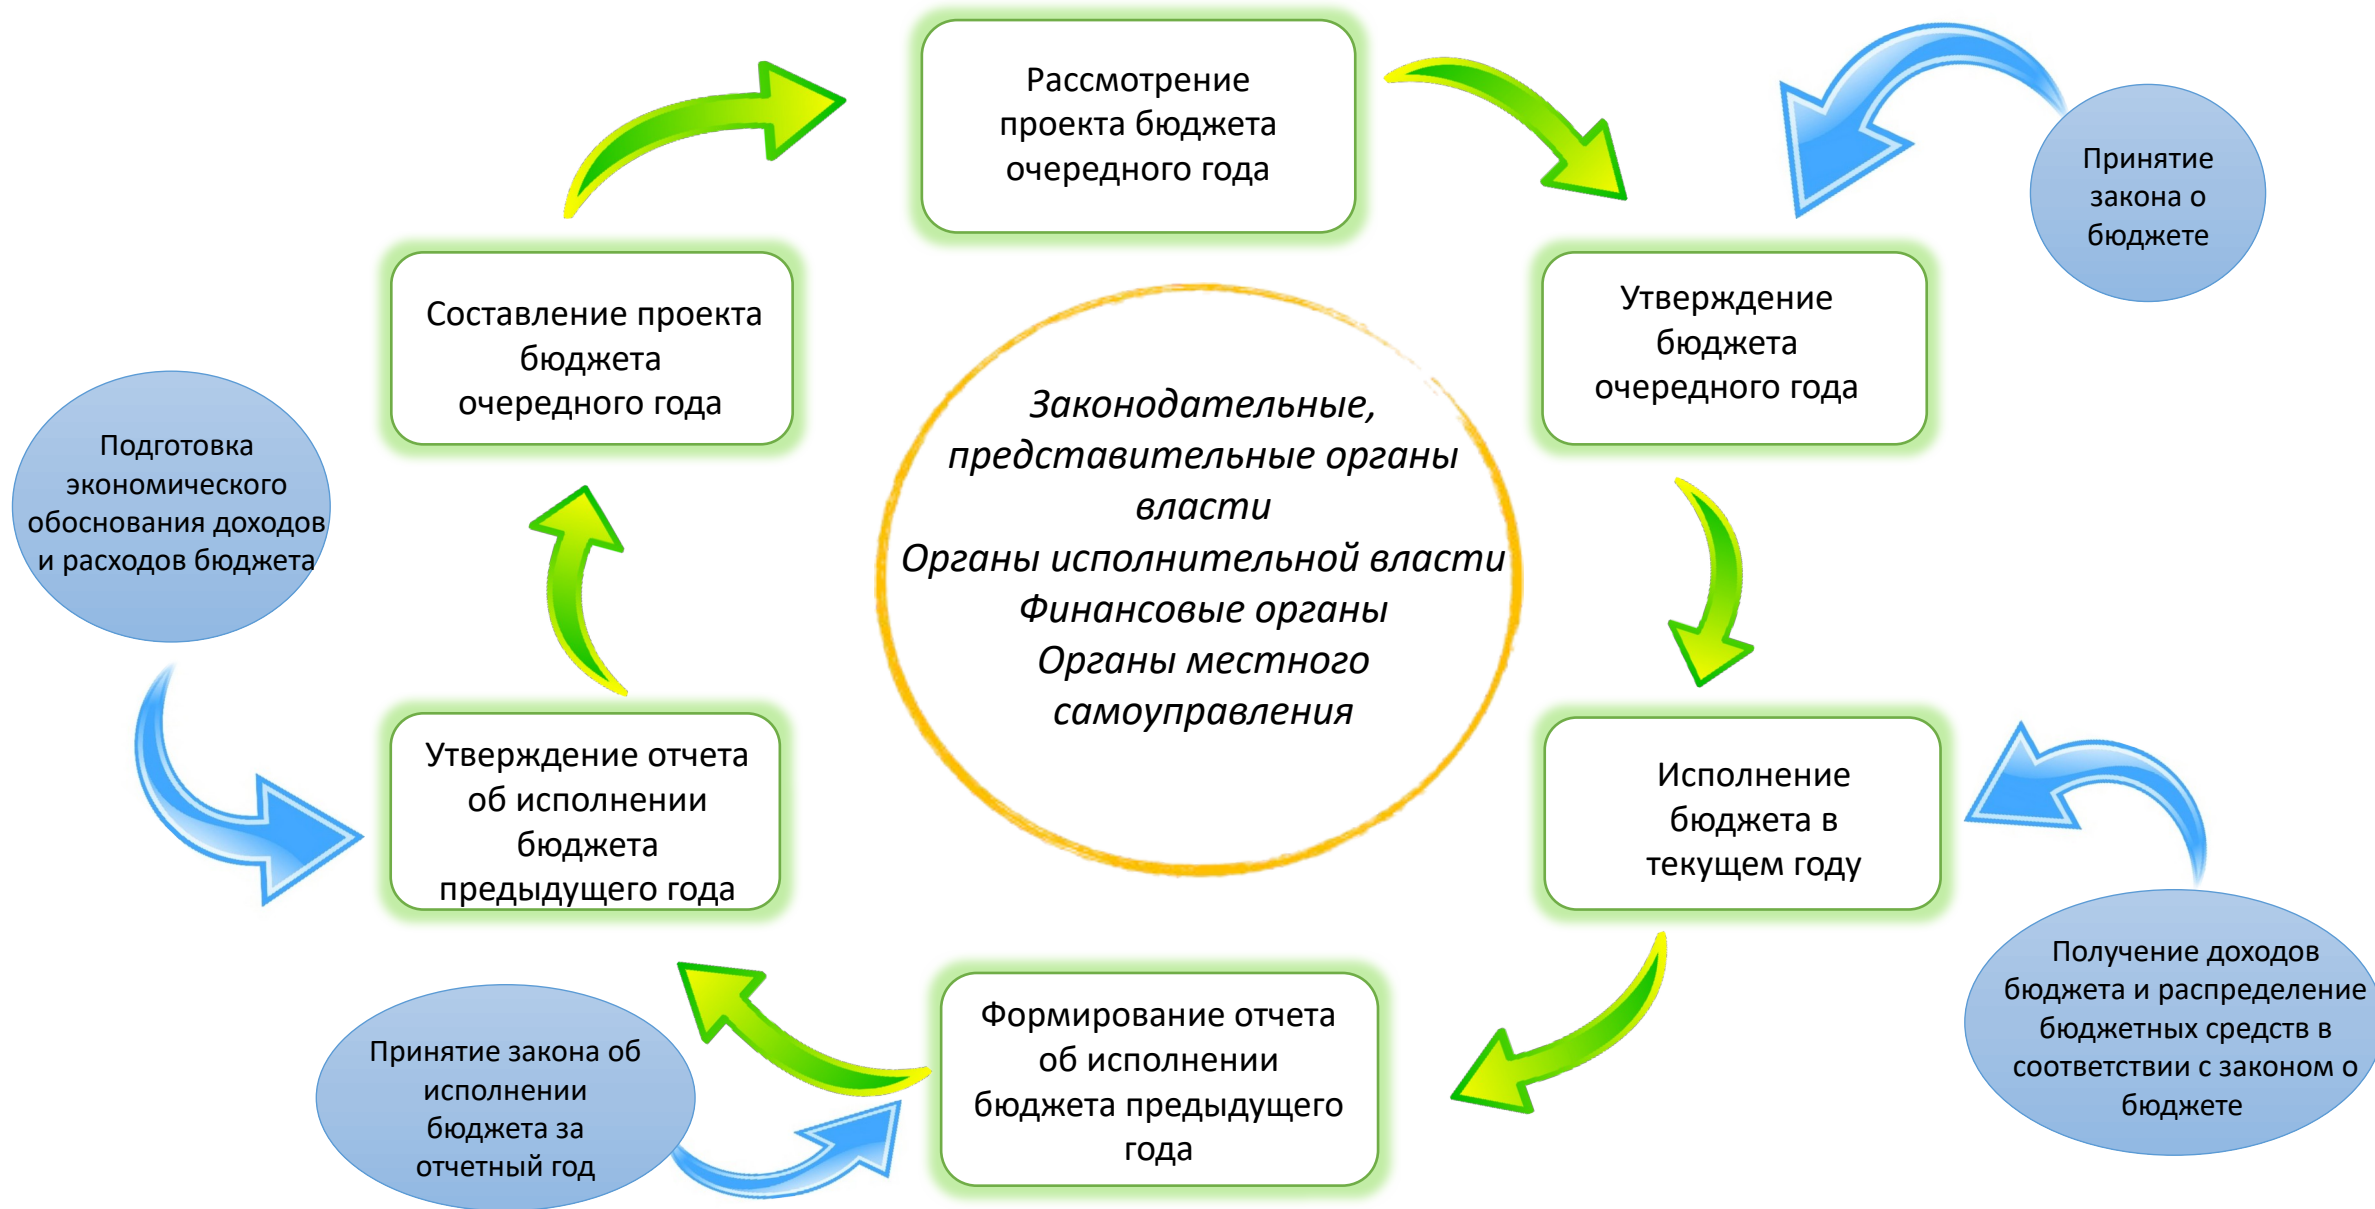 Рассмотрение
проекта бюджета
очередного года
Принятие
закона о
бюджете
Составление проекта
бюджета
очередного года
Утверждение
бюджета
очередного года
Подготовка
экономического
обоснования доходов
и расходов бюджета
Законодательные,
представительные органы
власти
Органы исполнительной власти
Финансовые органы
Органы местного
самоуправления
Утверждение отчета
об исполнении
бюджета
предыдущего года
Исполнение
бюджета в
текущем году
Принятие закона об
исполнении
бюджета за
отчетный год
Формирование отчета
об исполнении
бюджета предыдущего
года
Получение доходов
бюджета и распределение
бюджетных средств в
соответствии с законом о
бюджете